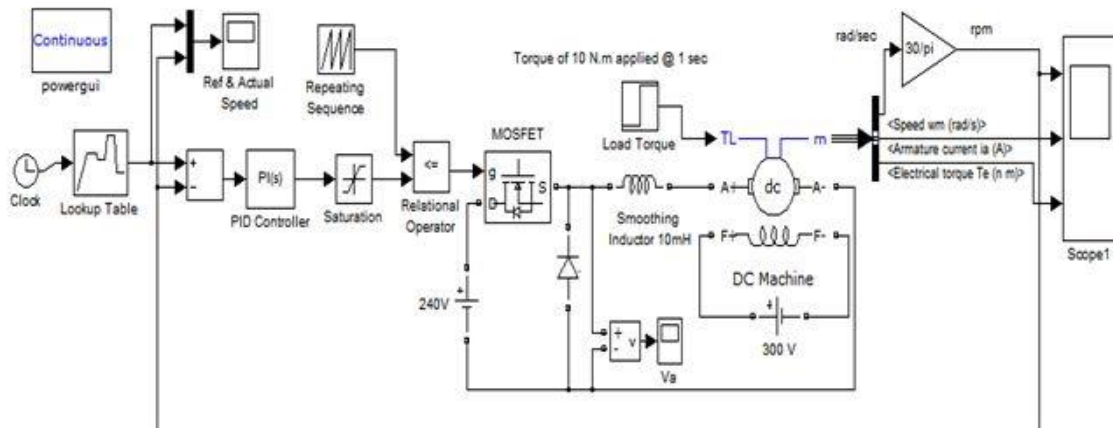 Continuous
powergui
Ref & Actual
Speed
Repeating
Sequence
Torque of 10 N.m applied @ 1 sec
rad/sec
30/pi
rpm
Load Torque
TL
m
<Speed wm (rad/s)>
<Armature current ia (A)>
<Electrical torque Te (n m)>
Scope1
Clock
Lookup Table
+
−
PI(s)
PID Controller
Saturation
<=
Relational
Operator
MOSFET
g
D
S
Smoothing
Inductor 10mH
A+
dc
A-
F+
F-
DC Machine
+
300 V
+
240V
+
-
v
Va